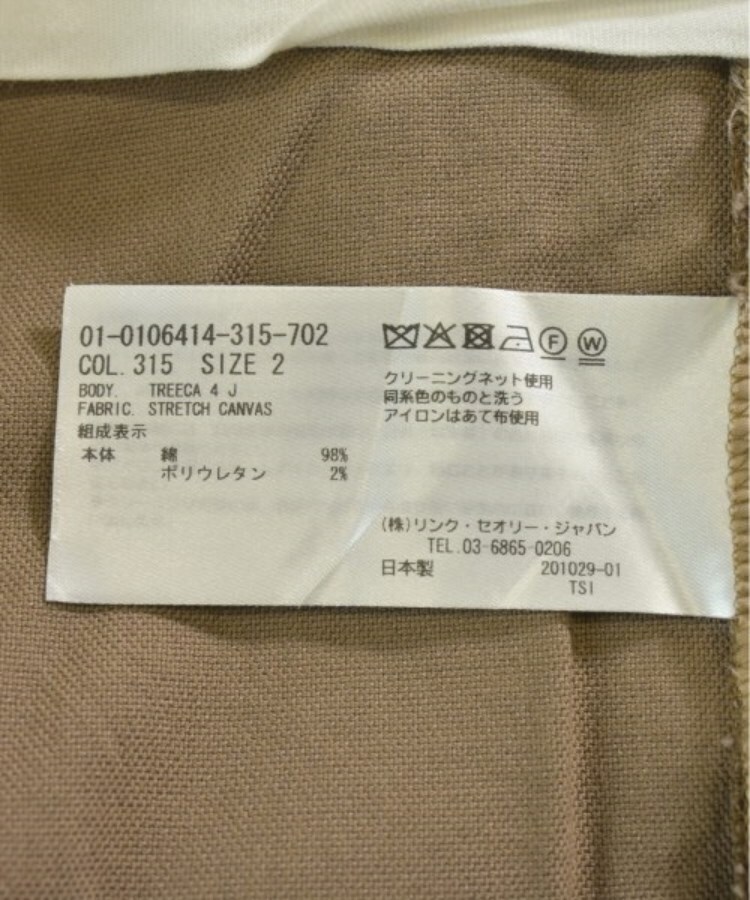 01-0106414-315-702
COL. 315 SIZE 2
BODY. TREECA 4 J
FABRIC. STRETCH CANVAS
組成表示
本体 綿 98%
ポリウレタン 2%
F W
クリーニングネット使用
同系色のものと洗う
アイロンはあて布使用
(株)リンク・セオリー・ジャパン
TEL.03-6865-0206
日本製 201029-01
TSI